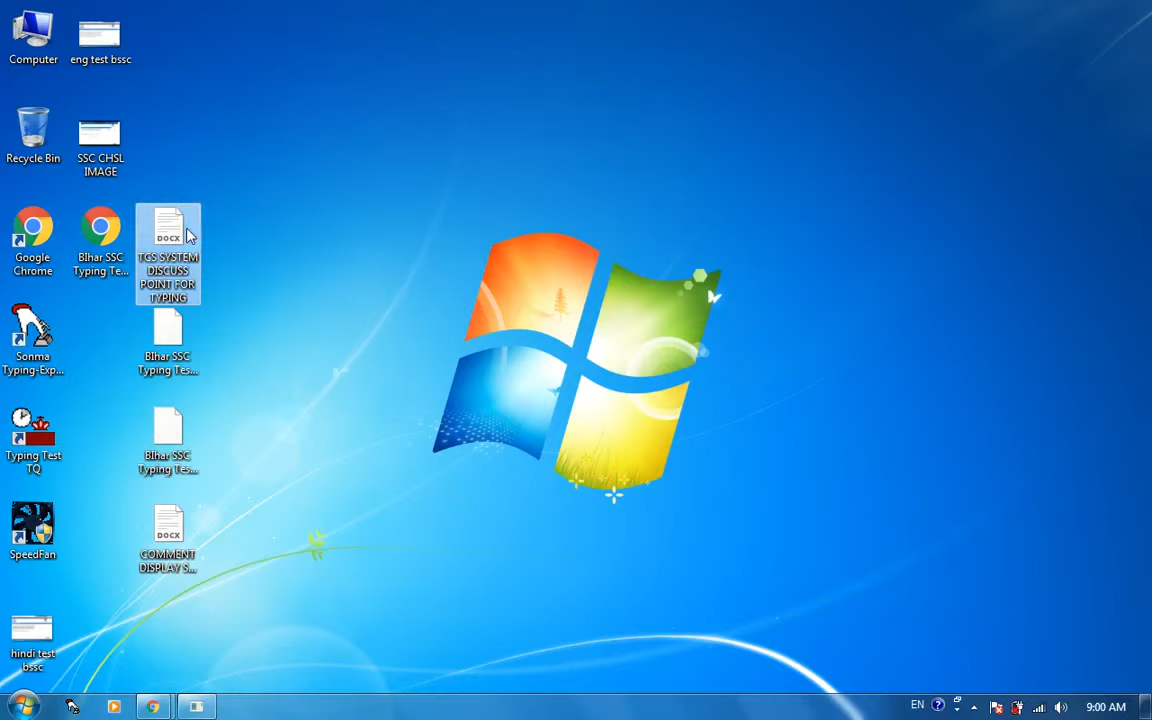 Computer
eng test bssc
Recycle Bin
SSC CHSL
IMAGE
Google
Chrome
BIhar SSC
Typing Te...
DOCX
TCS SYSTEM
DISCUSS
POINT FOR
TYPING
Sonma
Typing-Exp...
BIhar SSC
Typing Tes...
Typing Test
TQ
BIhar SSC
Typing Tes...
SpeedFan
DOCX
COMMENT
DISPLAY S...
hindi test
bssc
EN
9:00 AM